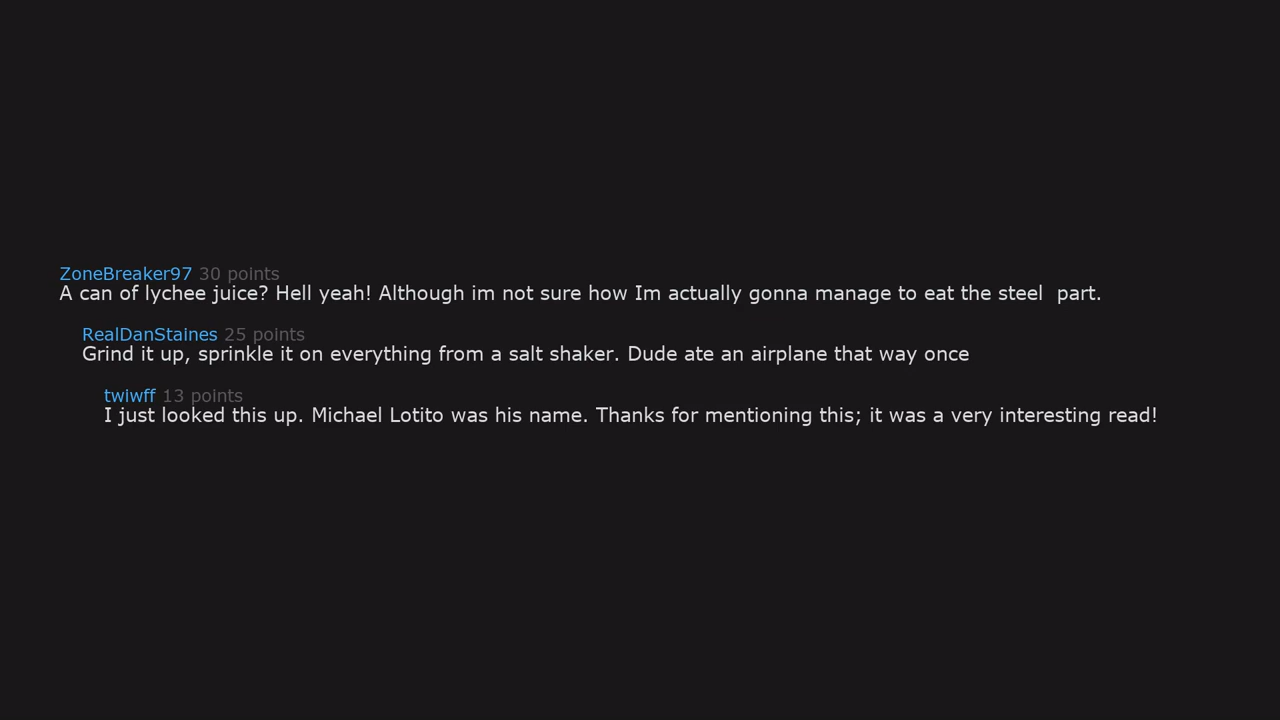 ZoneBreaker97 30 points
A can of lychee juice? Hell yeah! Although im not sure how Im actually gonna manage to eat the steel  part.
RealDanStaines 25 points
Grind it up, sprinkle it on everything from a salt shaker. Dude ate an airplane that way once
twiwff 13 points
I just looked this up. Michael Lotito was his name. Thanks for mentioning this; it was a very interesting read!